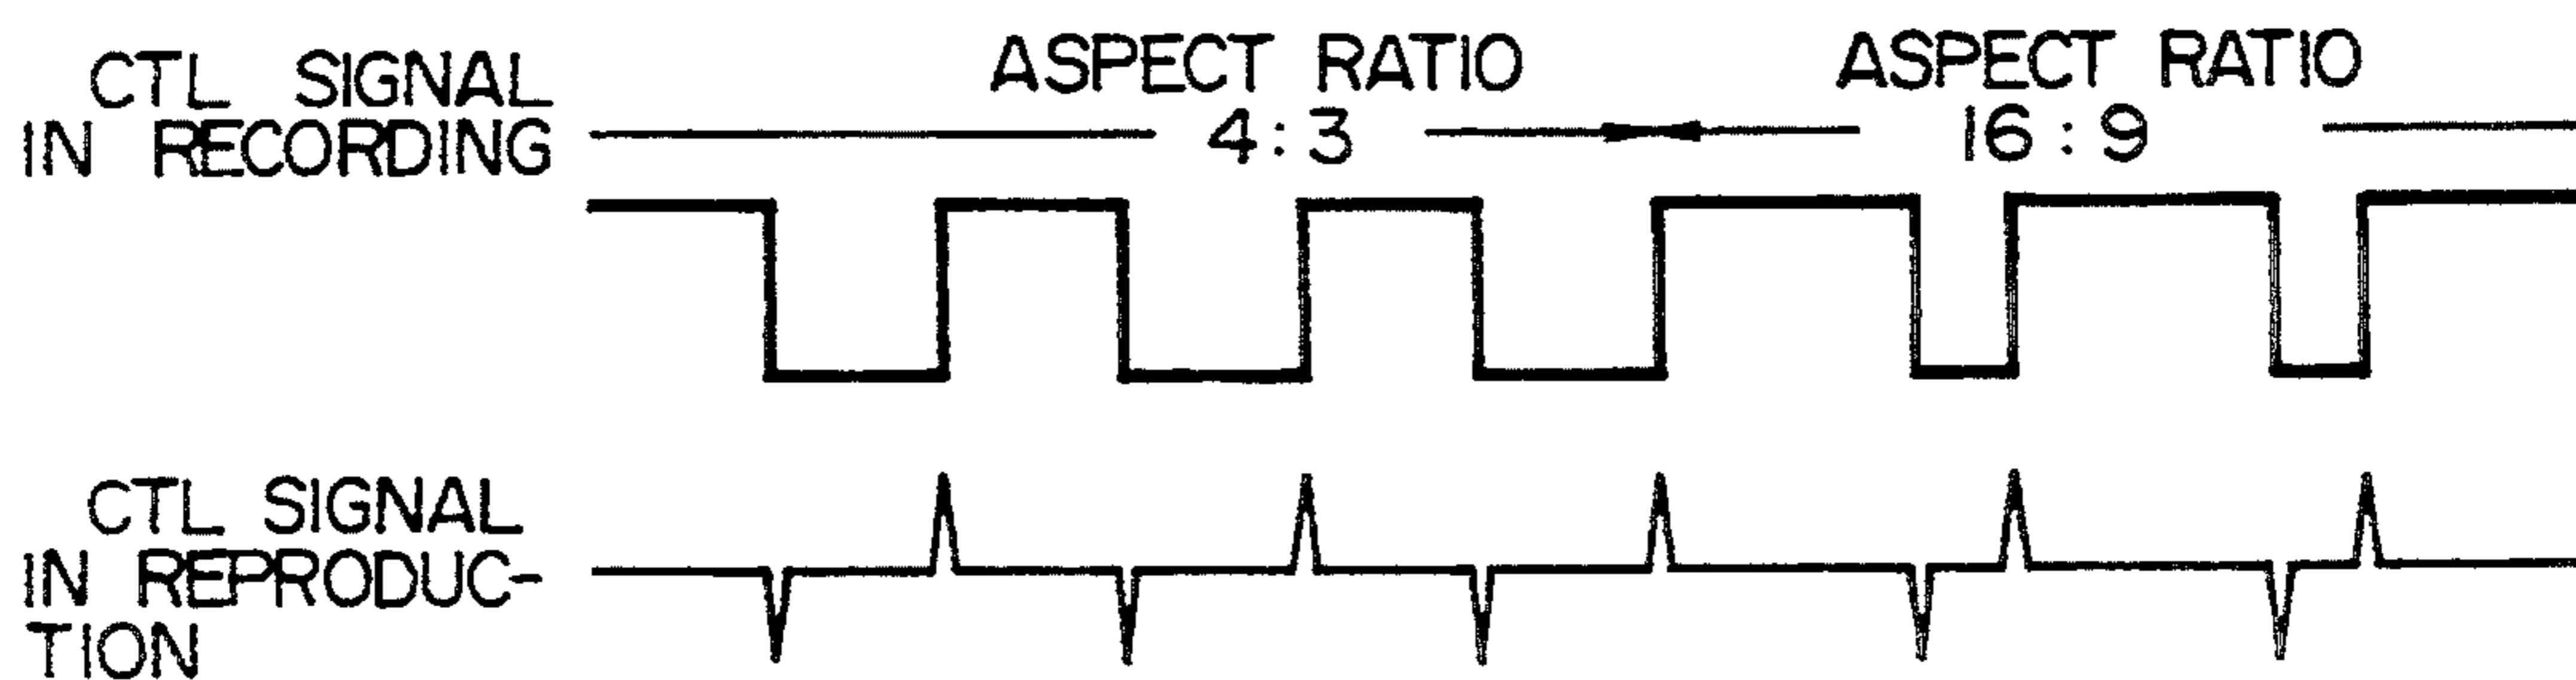 CTL SIGNAL
IN RECORDING
ASPECT RATIO
4:3
ASPECT RATIO
16:9
CTL SIGNAL
IN REPRODUC-
TION